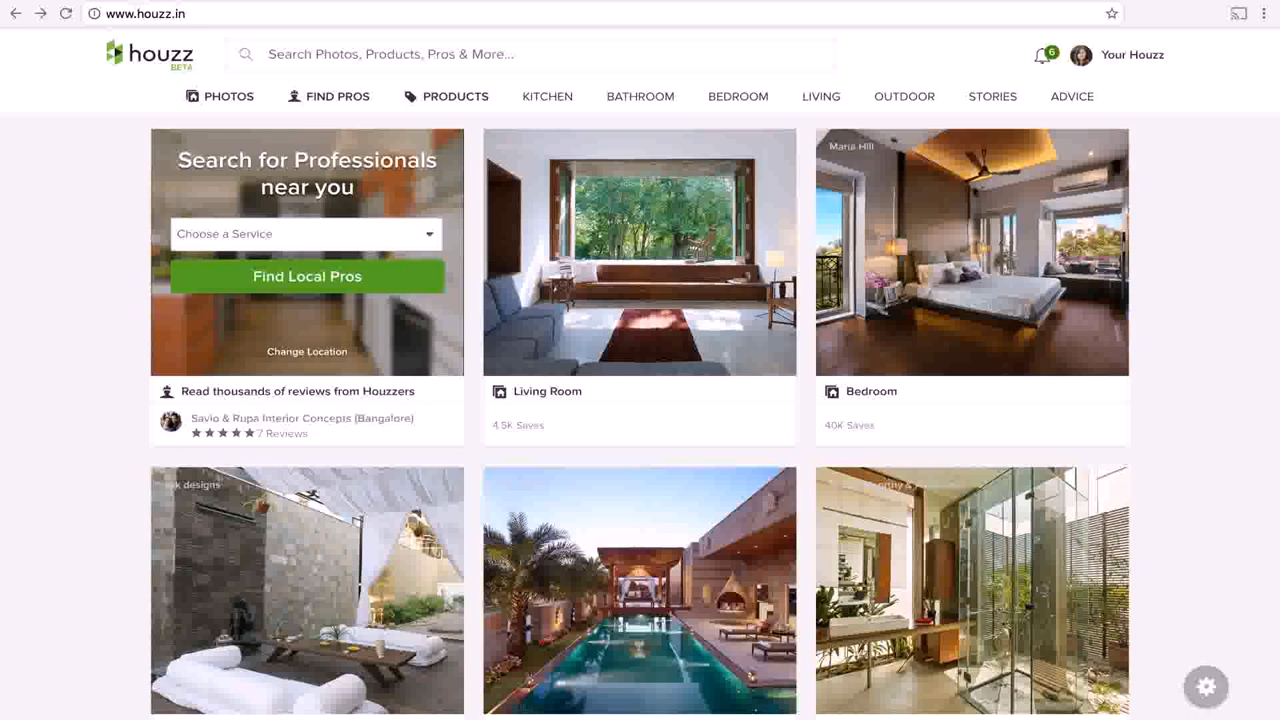 www.houzz.in
houzz
BETA
Search Photos, Products, Pros & More...
6
Your Houzz
PHOTOS
FIND PROS
PRODUCTS
KITCHEN
BATHROOM
BEDROOM
LIVING
OUTDOOR
STORIES
ADVICE
Search for Professionals
near you
Choose a Service
Find Local Pros
Change Location
Read thousands of reviews from Houzzers
Savio & Rupa Interior Concepts (Bangalore)
7 Reviews
Living Room
4.5K Saves
Maria Hill
Bedroom
40K Saves
designs